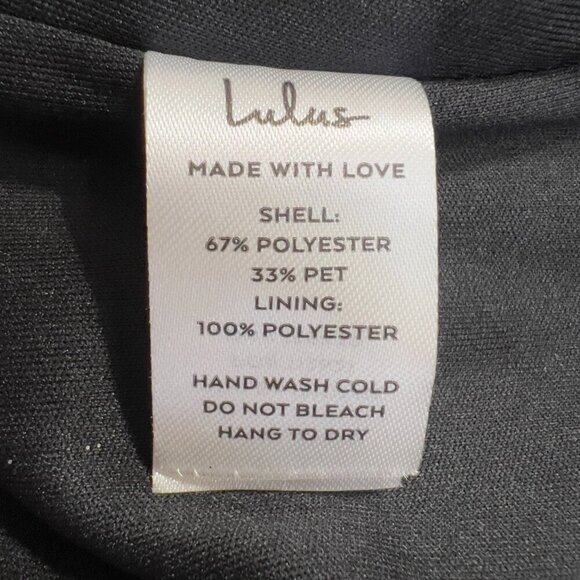 Lulus
MADE WITH LOVE
SHELL:
67% POLYESTER
33% PET
LINING:
100% POLYESTER
HAND WASH COLD
DO NOT BLEACH
HANG TO DRY